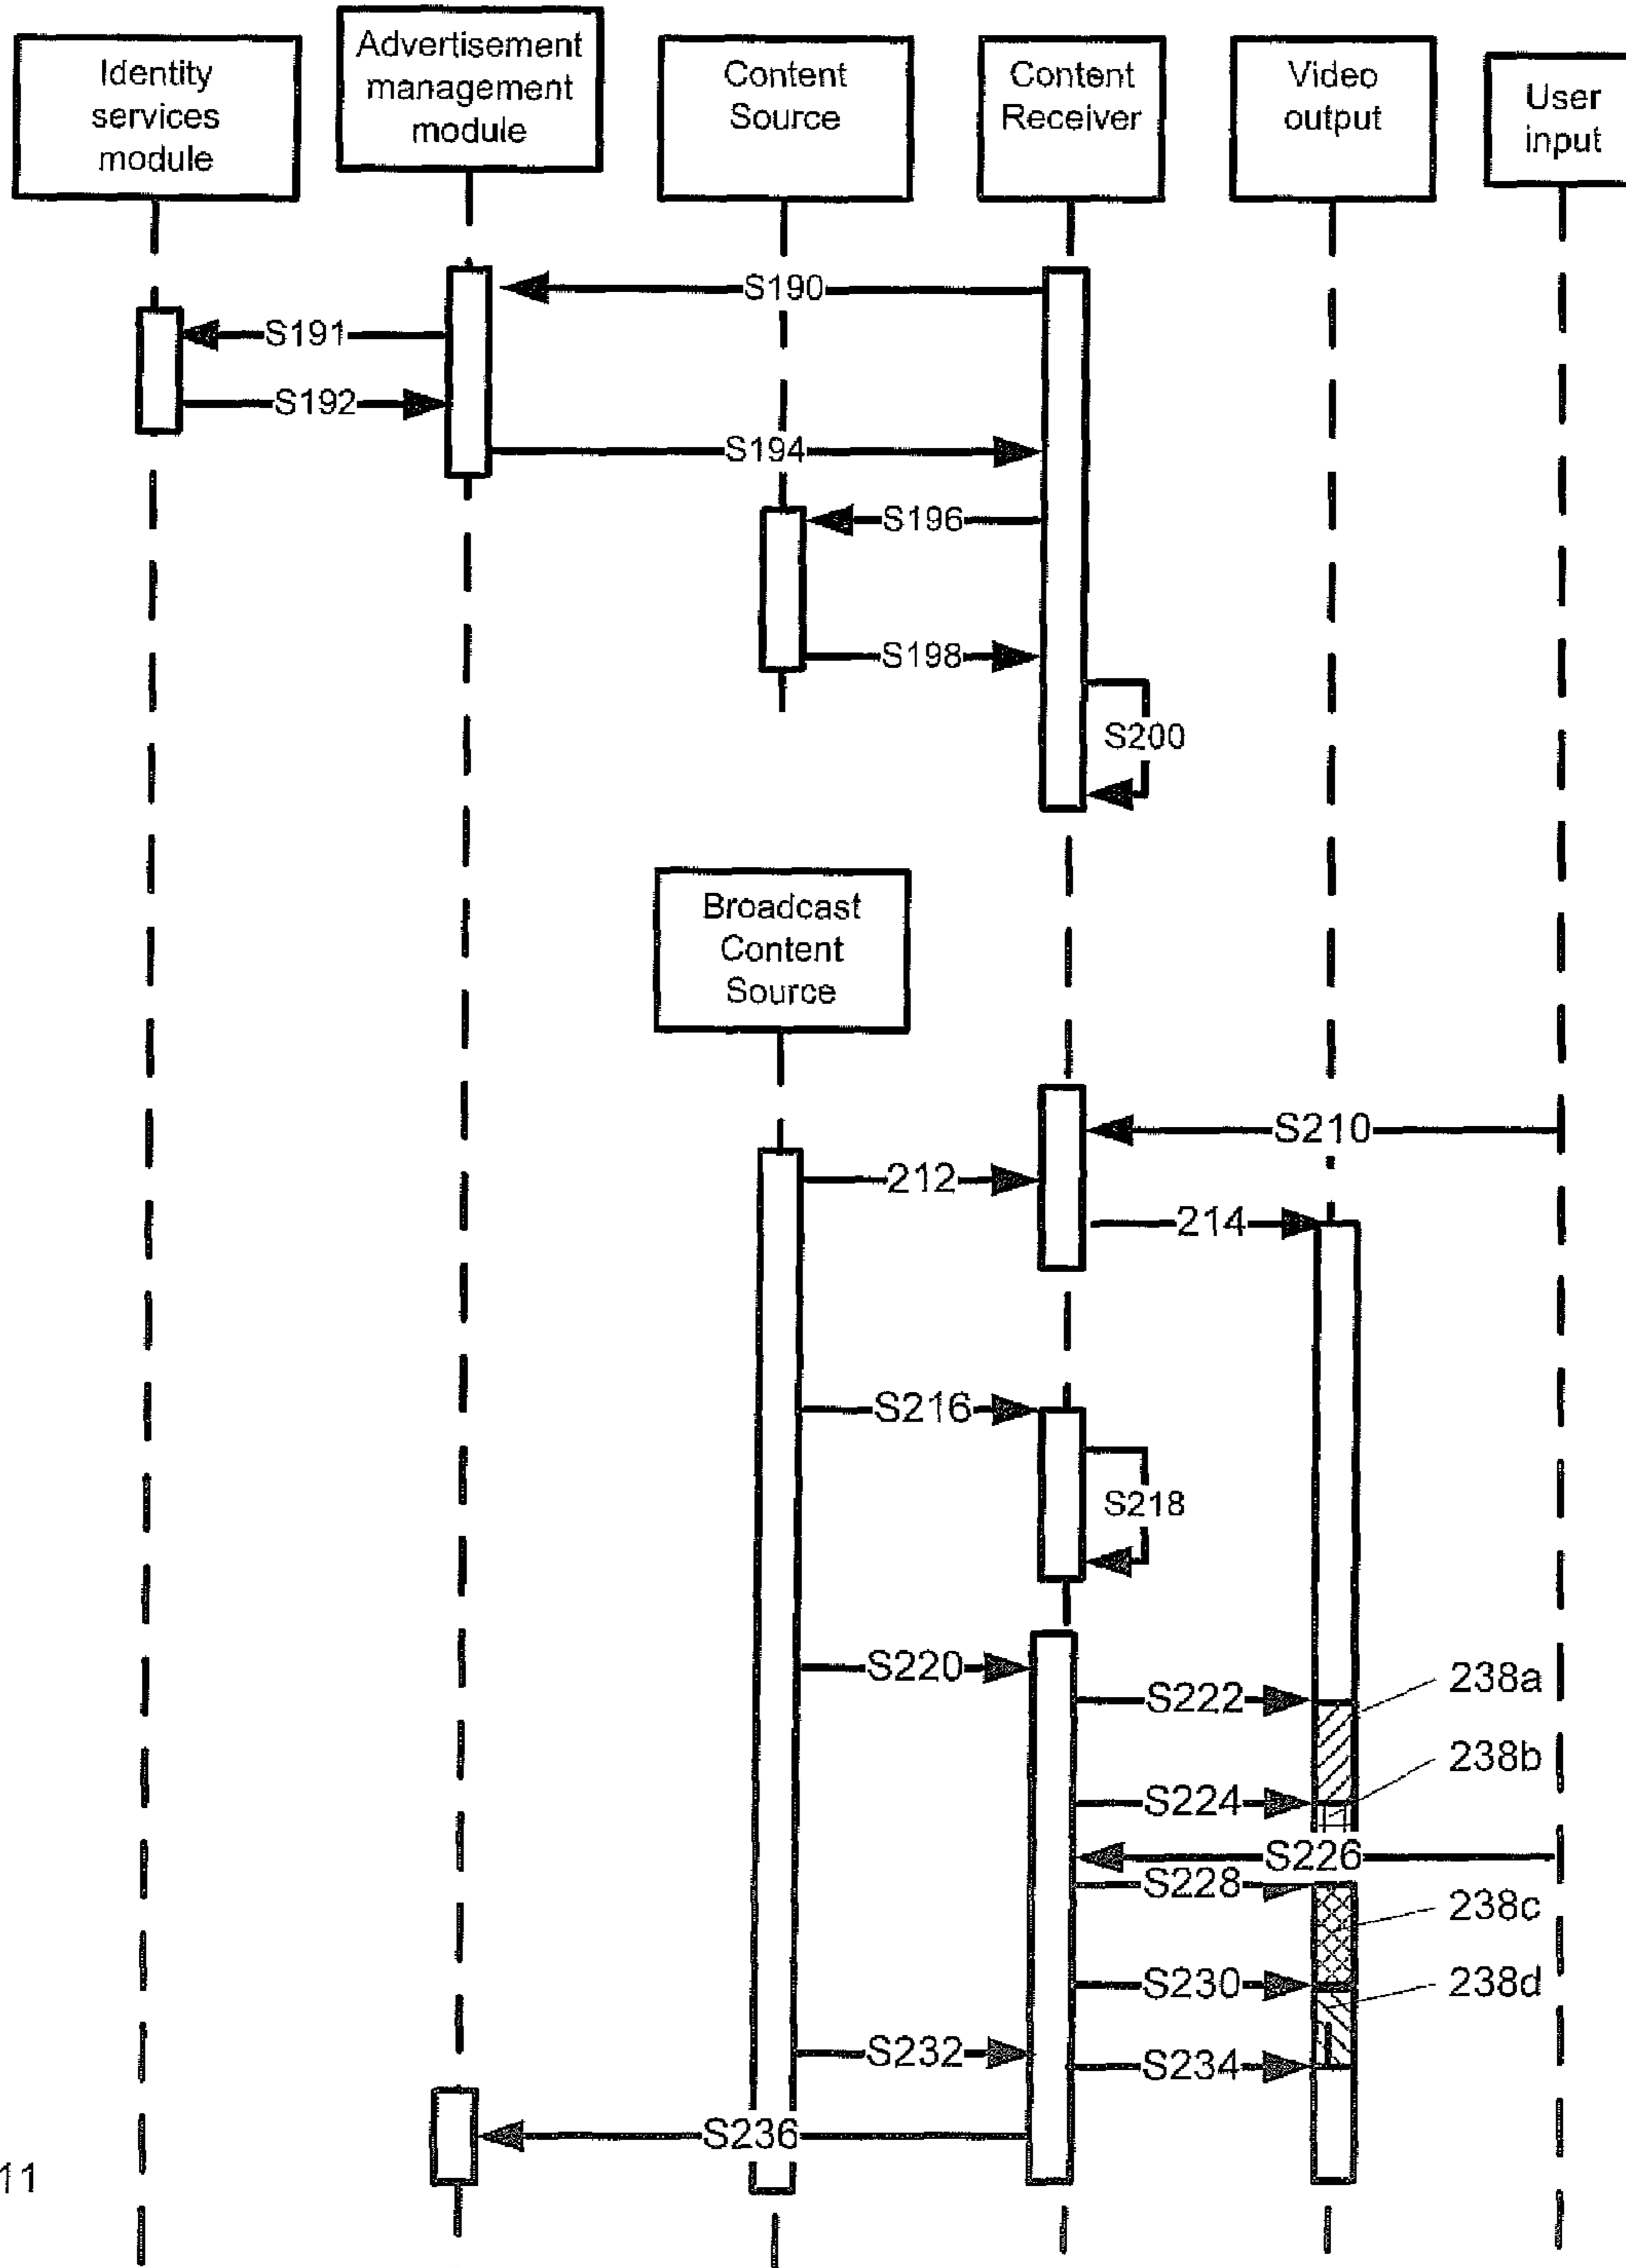 Identity
services
module
Advertisement
management
module
Content
Source
Content
Receiver
Video
output
User
input
S190
S191
S192
S194
S196
S198
S200
Broadcast
Content
Source
S210
212
214
S216
S218
S220
S222
238a
238b
S224
S226
S228
238c
S230
238d
S232
S234
S236
11